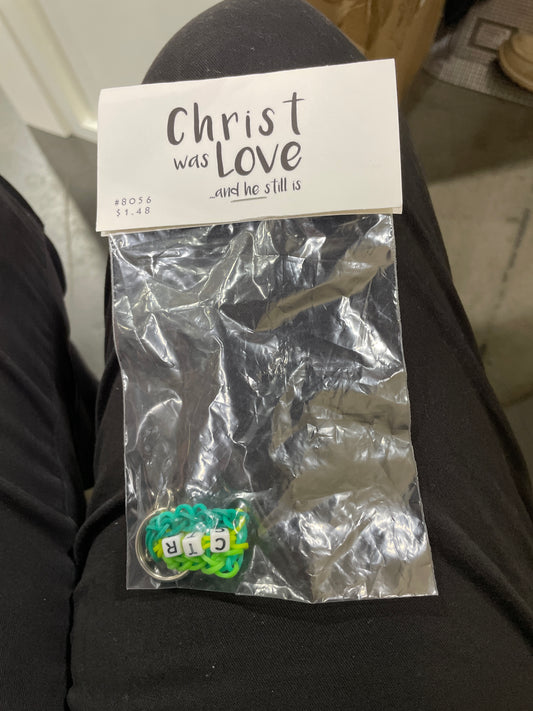 Christ
was LOVE
...and he still is
#8056
$1.48
CTR